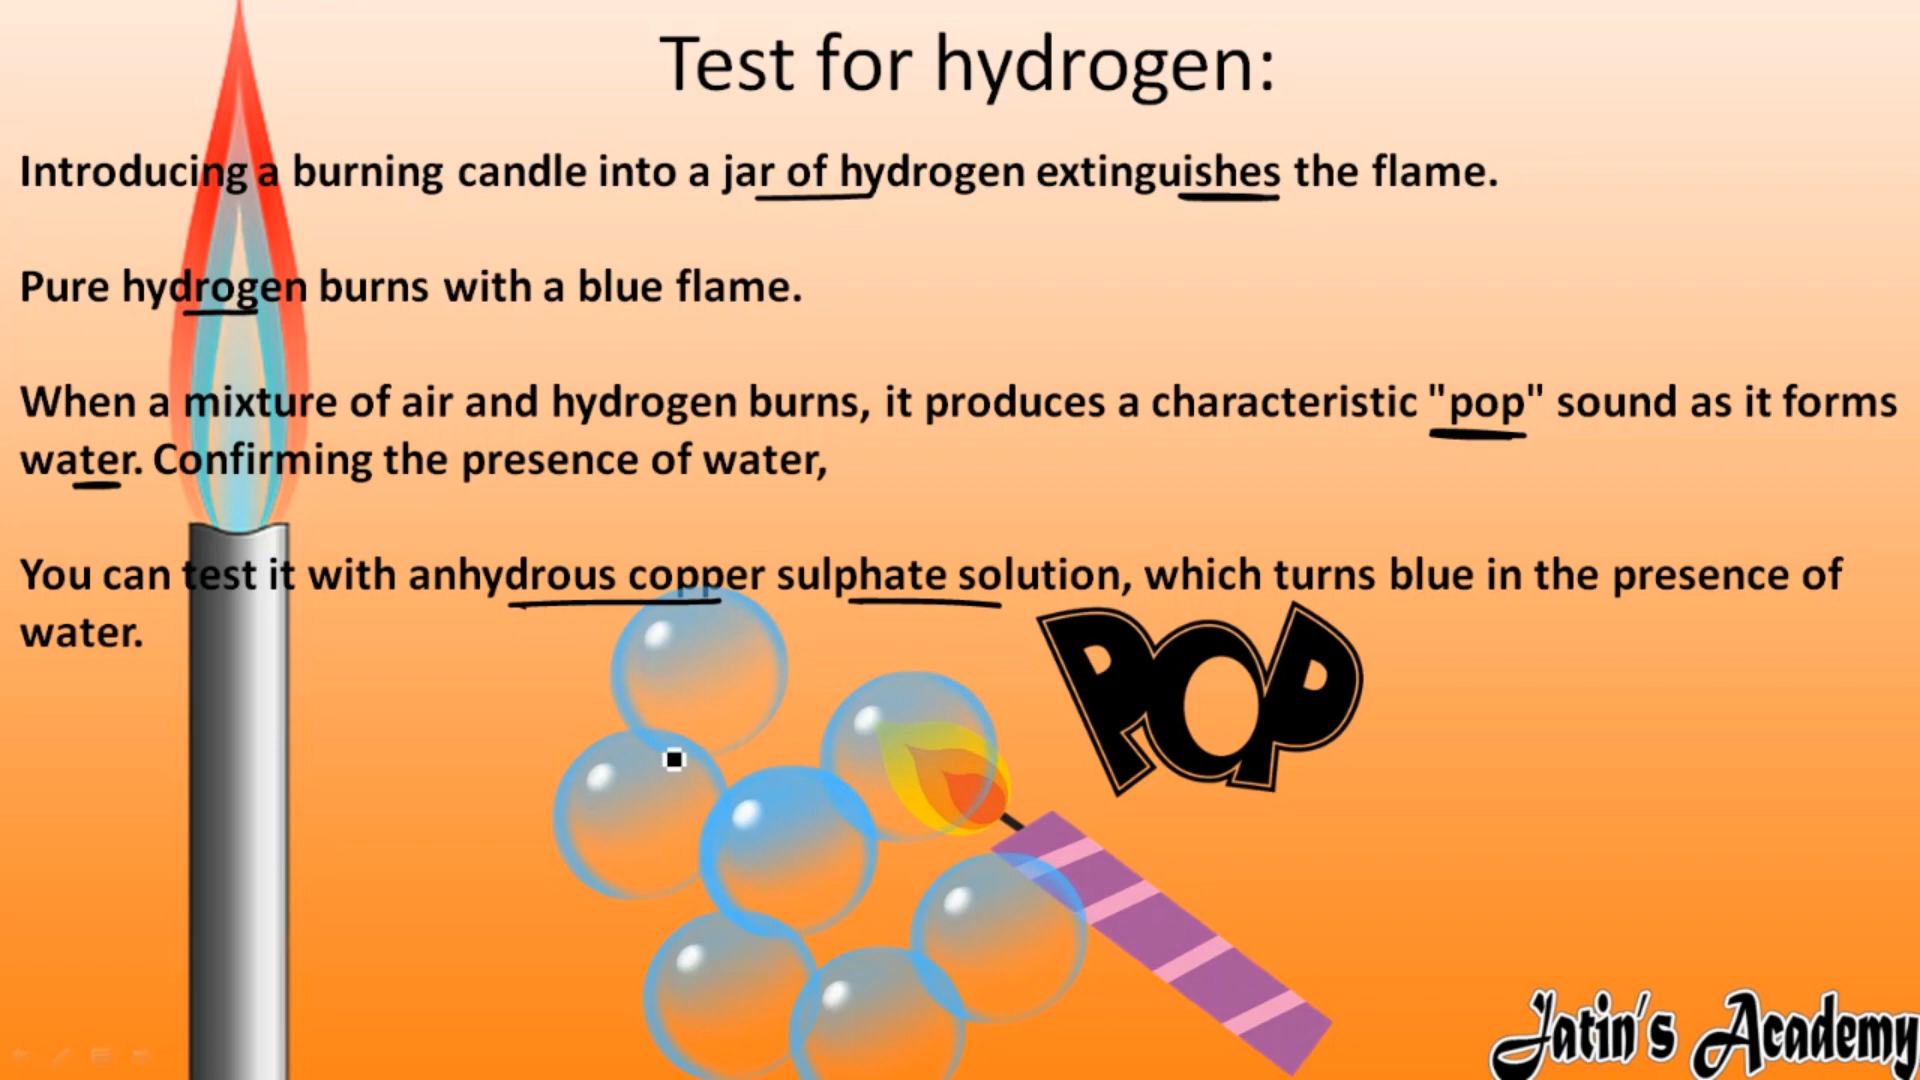 Test for hydrogen:
Introducing a burning candle into a jar of hydrogen extinguishes the flame.
Pure hydrogen burns with a blue flame.
When a mixture of air and hydrogen burns, it produces a characteristic "pop" sound as it forms
water. Confirming the presence of water,
You can test it with anhydrous copper sulphate solution, which turns blue in the presence of
water.
POP
Jatin's Academy